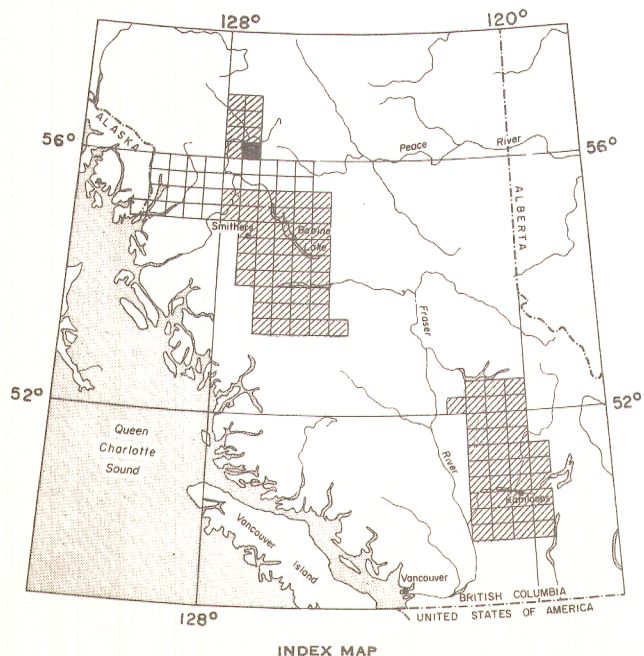 128°
120°
ALASKA
56°
Peace
River
56°
ALBERTA
Smithers
Babine
Lake
Fraser
52°
52°
Queen
Charlotte
Sound
River
Kamloops
Vancouver
Island
Vancouver
BRITISH COLUMBIA
UNITED STATES OF AMERICA
128°
INDEX MAP